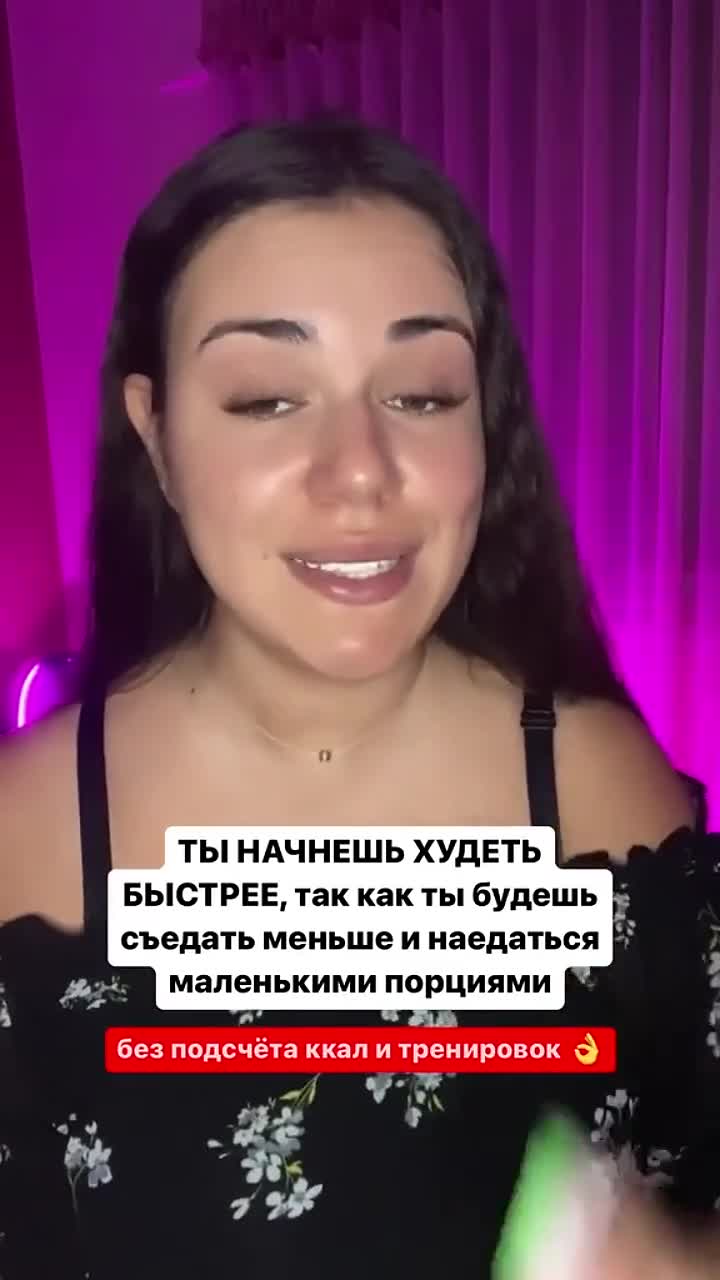 ТЫ НАЧНЕШЬ ХУДЕТЬ
БЫСТРЕЕ, так как ты будешь
съедать меньше и наедаться
маленькими порциями
без подсчёта ккал и тренировок 👌